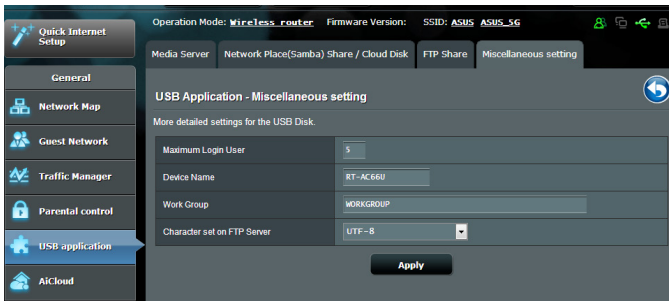 Quick Internet Setup
Operation Mode: Wireless router Firmware Version: SSID: ASUS ASUS_5G
Media Server Network Place(Samba) Share / Cloud Disk FTP Share Miscellaneous setting
General
Network Map
Guest Network
Traffic Manager
Parental control
USB application
AiCloud
USB Application - Miscellaneous setting
More detailed settings for the USB Disk.
Maximum Login User 5
Device Name RT-AC66U
Work Group WORKGROUP
Character set on FTP Server UTF-8
Apply